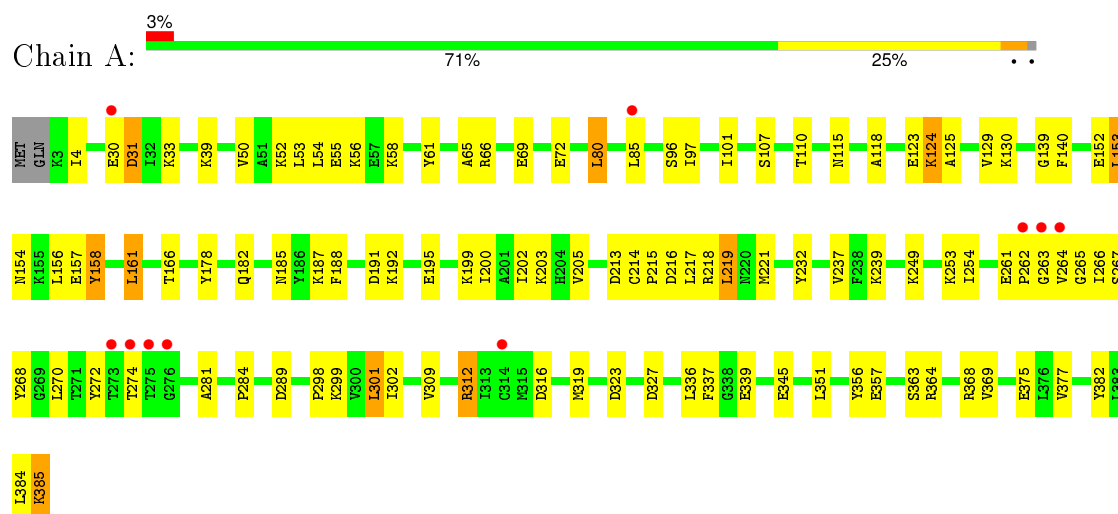 3%
Chain A:
71% 25% • •
MET GLN K3 I4 E30 D31 I32 K33 K39 V50 A51 K52 L53 L54 E55 K56 E57 K58 Y61 A65 R66 E69 E72 L80 L85 S96 I97 I101 S107 T110 N115 A118 E123 K124 A125 V129 K130 G139 F140 E152 L153
N154 K155 L156 E157 Y158 L161 T166 Y178 Q182 N185 Y186 K187 F188 D191 K192 E195 K199 I200 A201 I202 K203 H204 V205 D213 C214 P215 D216 L217 R218 L219 N220 M221 Y232 V237 F238 K239 K249 K253 I254 E261 P262 G263 V264 G265 I266 S267
Y268 G269 L270 T271 Y272 T273 T274 T275 G276 A281 P284 D289 P298 K299 V300 L301 I302 V309 R312 I313 C314 M315 D316 M319 D323 D327 L336 F337 G338 E339 E345 L351 Y356 E357 S363 R364 R368 V369 E375 L376 V377 Y382 L383
L384 K385